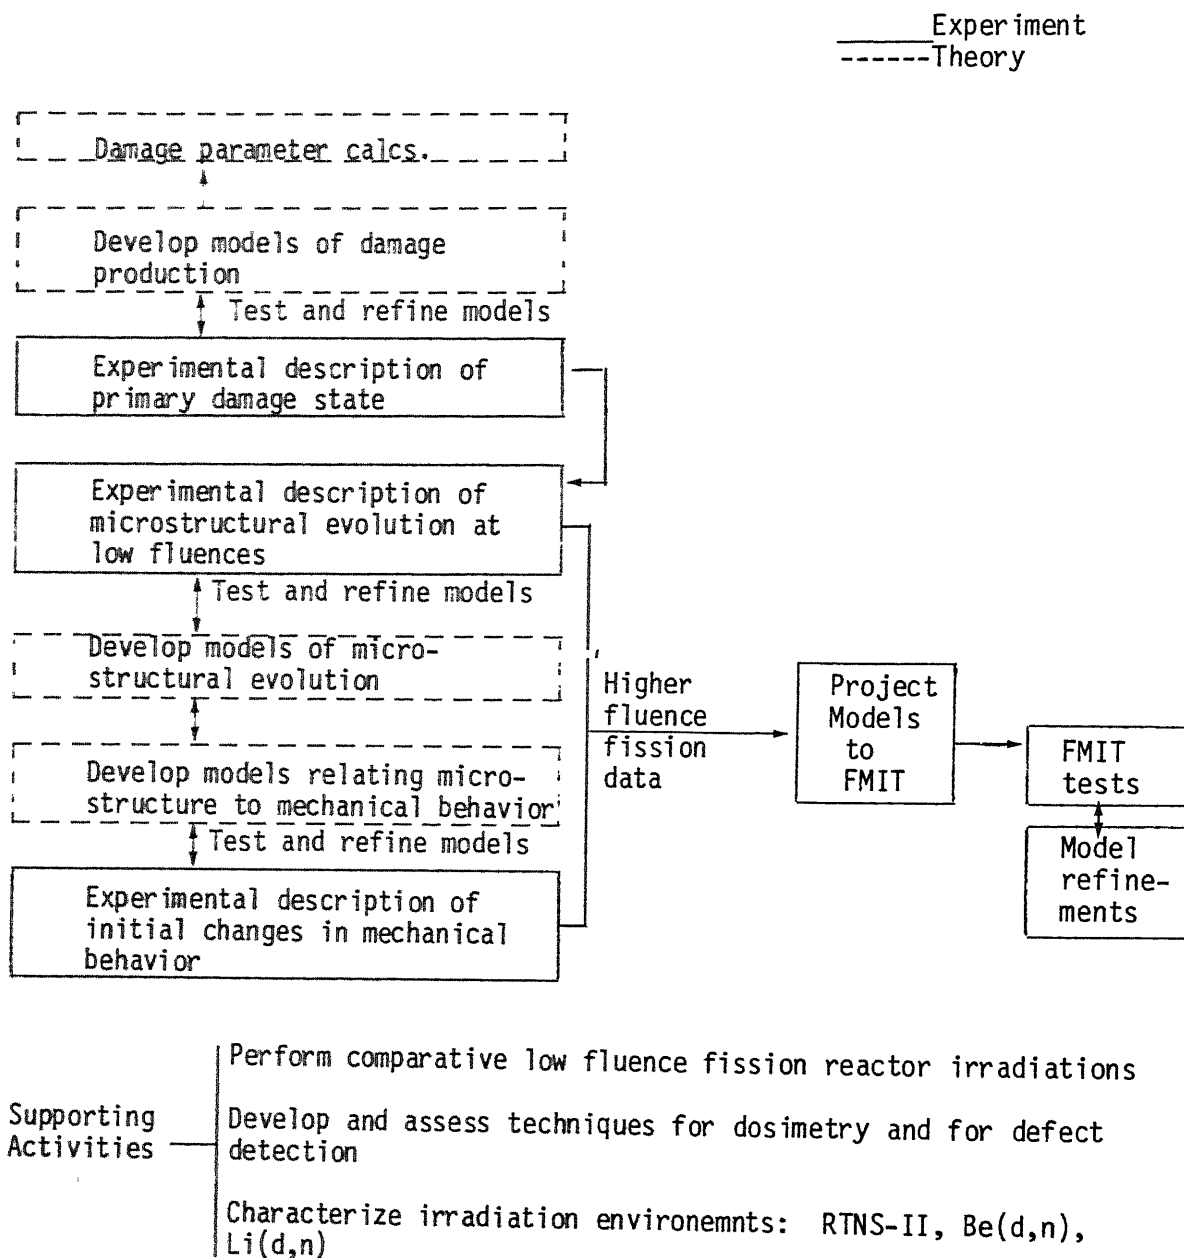 Experiment
Theory
Damage parameter calcs.
Develop models of damage
production
Test and refine models
Experimental description of
primary damage state
Experimental description of
microstructural evolution at
low fluences
Test and refine models
Develop models of micro-
structural evolution
Develop models relating micro-
structure to mechanical behavior
Test and refine models
Experimental description of
initial changes in mechanical
behavior
Higher
fluence
fission
data
Project
Models
to
FMIT
FMIT
tests
Model
refine-
ments
Supporting
Activities
Perform comparative low fluence fission reactor irradiations
Develop and assess techniques for dosimetry and for defect
detection
Characterize irradiation environemnts: RTNS-II, Be(d,n),
Li(d,n)